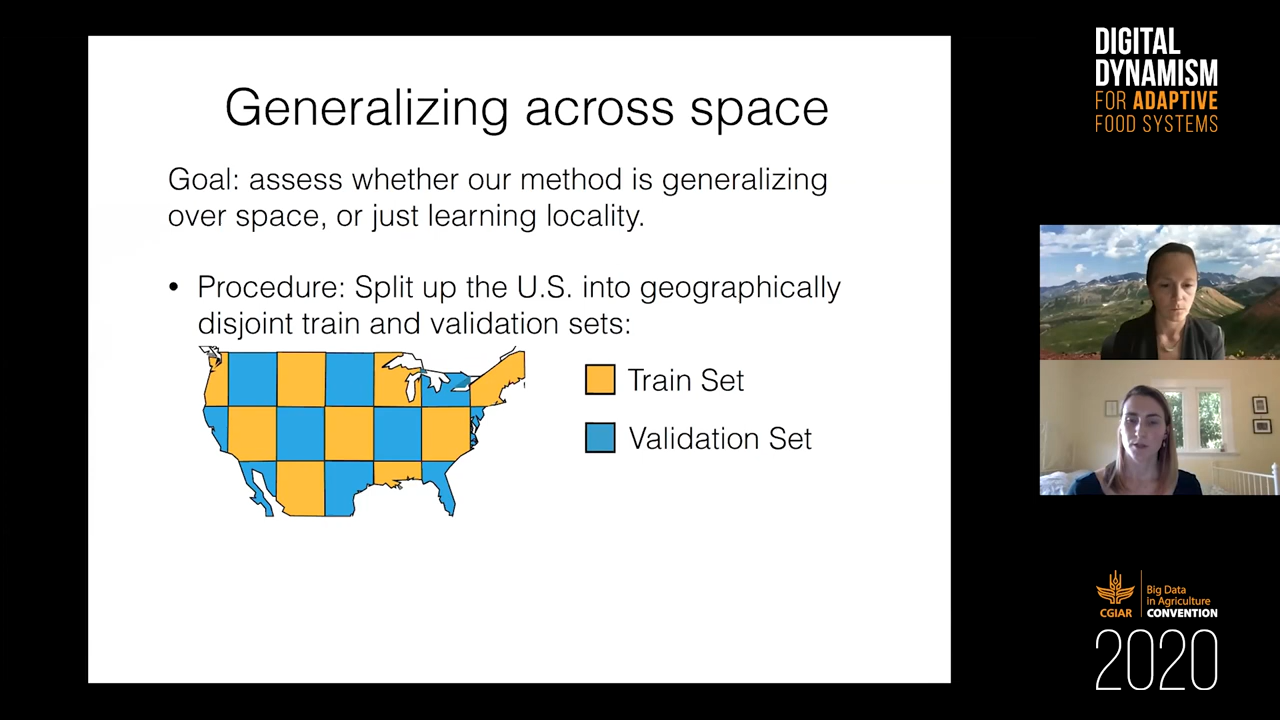 Generalizing across space
Goal: assess whether our method is generalizing
over space, or just learning locality.
• Procedure: Split up the U.S. into geographically
disjoint train and validation sets:
Train Set
Validation Set
DIGITAL
DYNAMISM
FOR ADAPTIVE
FOOD SYSTEMS
CGIAR
Big Data
in Agriculture
CONVENTION
2020